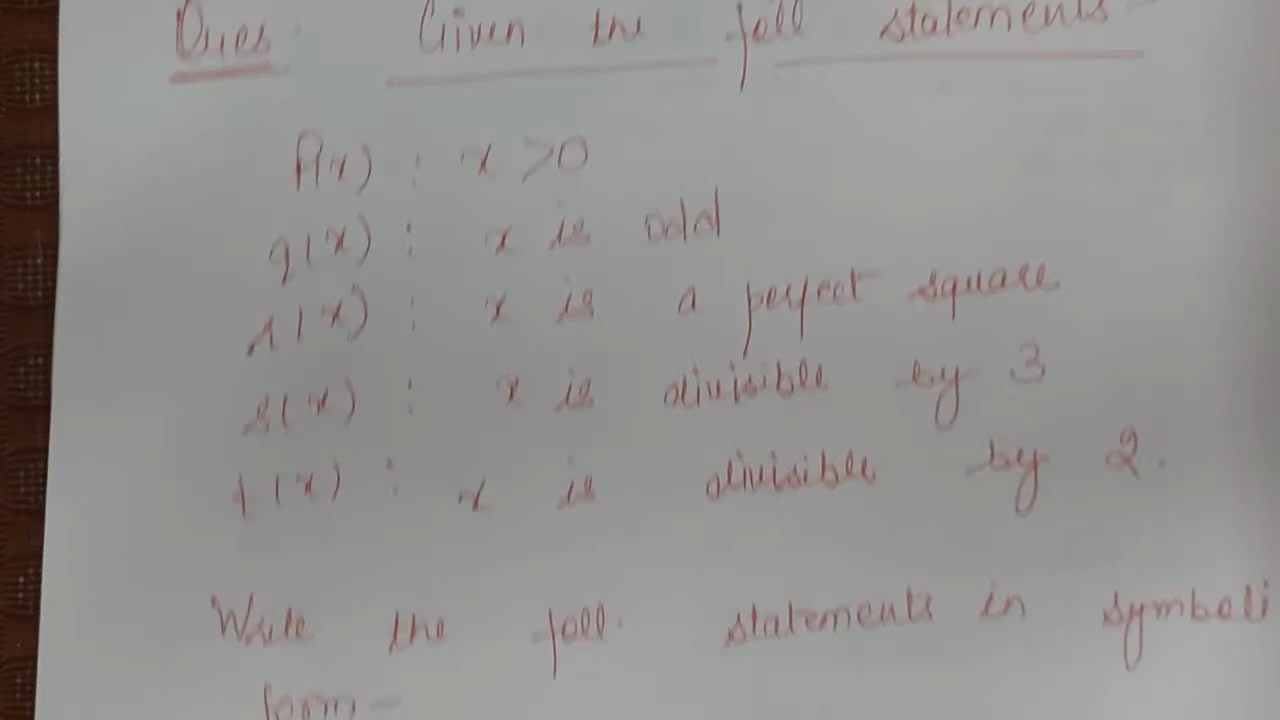 Ques. Given the foll statements-
P(x) : x >0
q(x) : x is odd
r(x) : x is a perfect square
s(x) : x is divisible by 3
t(x) : x is divisible by 2.
Write the foll. statements in symboli
form-